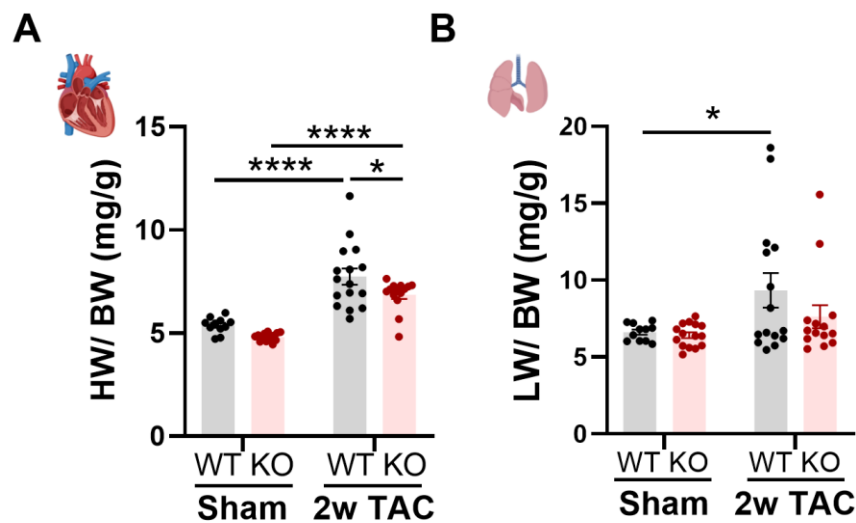 A
HW/ BW (mg/g)
15
10
5
0
****
****
*
WT KO WT KO
Sham 2w TAC
B
LW/ BW (mg/g)
20
15
10
5
0
*
WT KO WT KO
Sham 2w TAC